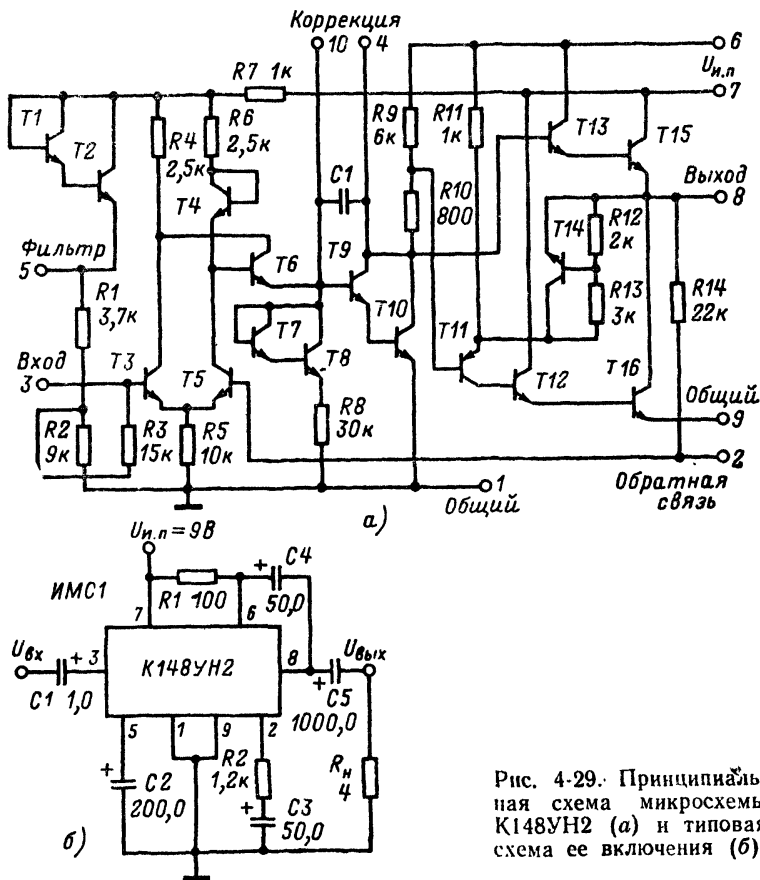 Коррекция
10 4
6
R7 1к
U и.п
7
T1
T2
R4
2,5к
R6
2,5к
R9
6к
R11
1к
T13
T15
C1
R10
800
Выход
8
T4
T9
T14
R12
2к
Фильтр
5
T6
T10
R13
3к
R14
22к
R1
3,7к
T7
T11
T8
T12
T16
Вход
3
T3
T5
Общий
9
R2
9к
R3
15к
R5
10к
R8
30к
2
1
Общий
Обратная
связь
а)
U и.п = 9В
ИМС1
R1 100
+ C4
50,0
7 6
Uвх
+ 3
К148УН2
8
Uвых
C1 1,0
+ C5
1000,0
5 1 9 2
R2
1,2к
Rн
4
+ C2
200,0
+ C3
50,0
б)
Рис. 4-29. Принципиаль-
ная схема микросхемы
К148УН2 (а) и типовая
схема ее включения (б)